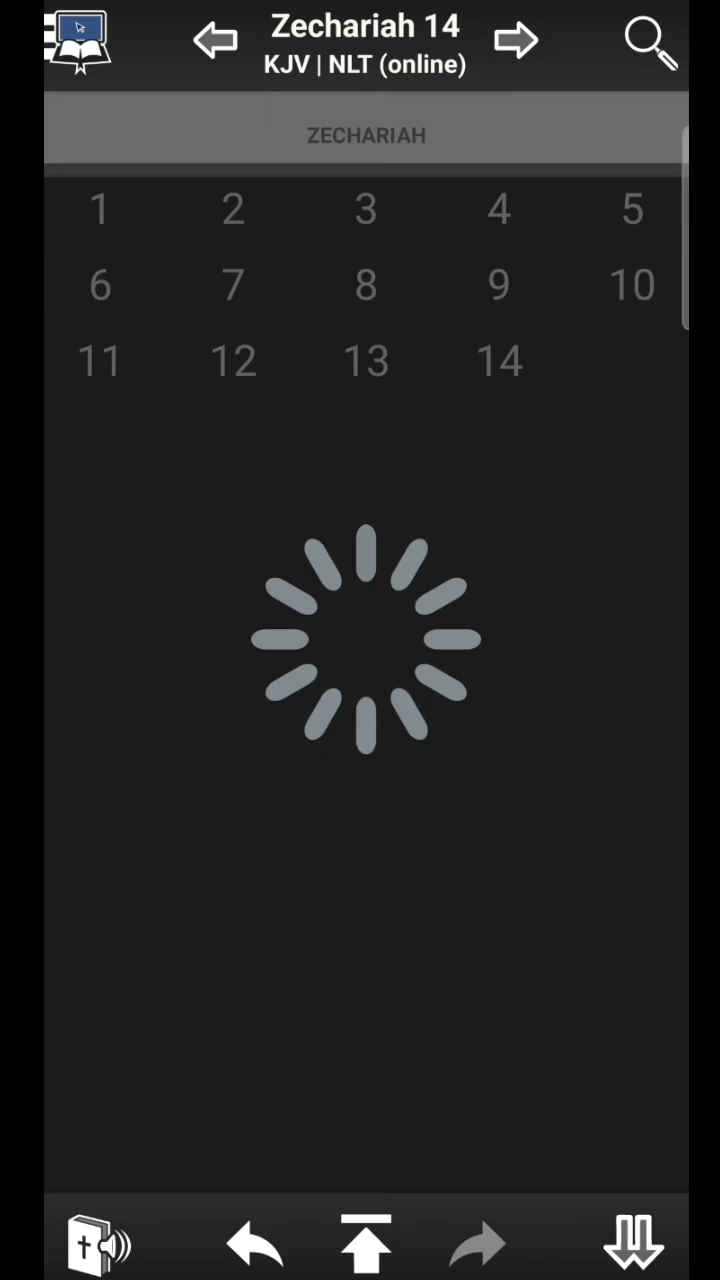 Zechariah 14
KJV | NLT (online)
ZECHARIAH
1 2 3 4 5
6 7 8 9 10
11 12 13 14